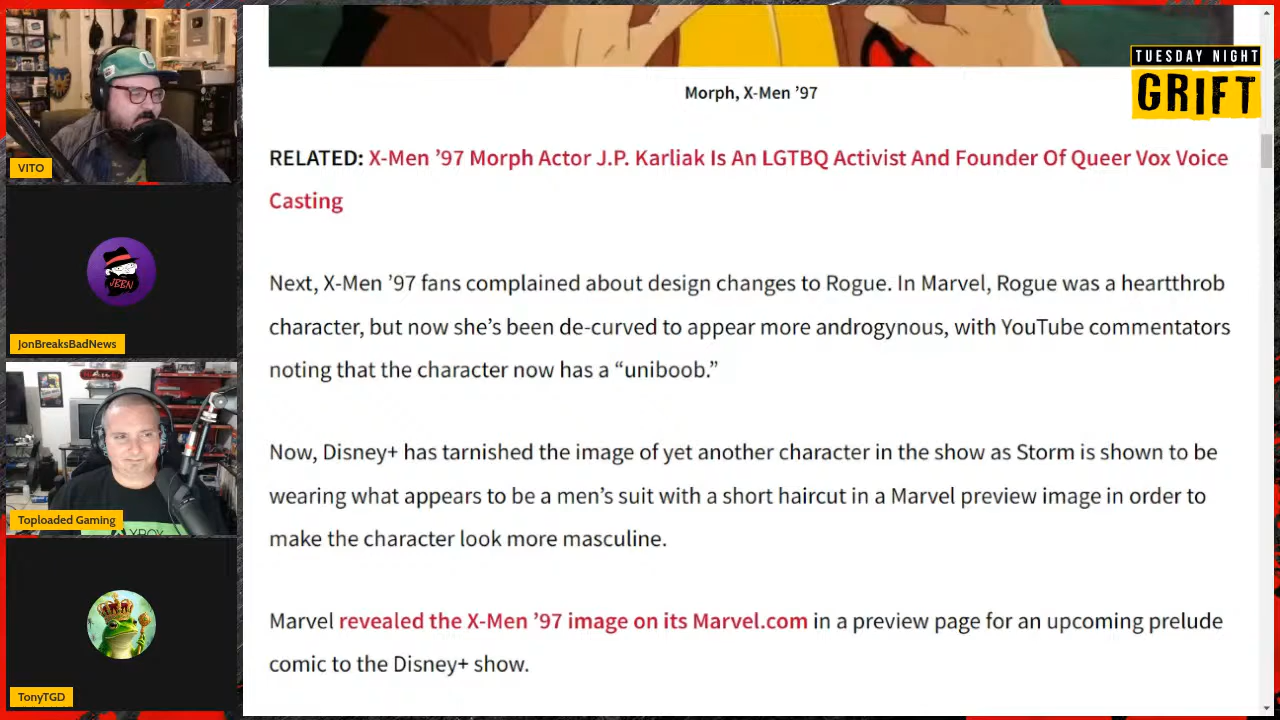 TUESDAY NIGHT
GRIFT
Morph, X-Men ’97
RELATED: X-Men ’97 Morph Actor J.P. Karliak Is An LGTBQ Activist And Founder Of Queer Vox Voice
Casting
Next, X-Men ’97 fans complained about design changes to Rogue. In Marvel, Rogue was a heartthrob
character, but now she’s been de-curved to appear more androgynous, with YouTube commentators
noting that the character now has a “uniboob.”
Now, Disney+ has tarnished the image of yet another character in the show as Storm is shown to be
wearing what appears to be a men’s suit with a short haircut in a Marvel preview image in order to
make the character look more masculine.
Marvel revealed the X-Men ’97 image on its Marvel.com in a preview page for an upcoming prelude
comic to the Disney+ show.
VITO
JBBN
JonBreaksBadNews
XBOX
Toploaded Gaming
TonyTGD